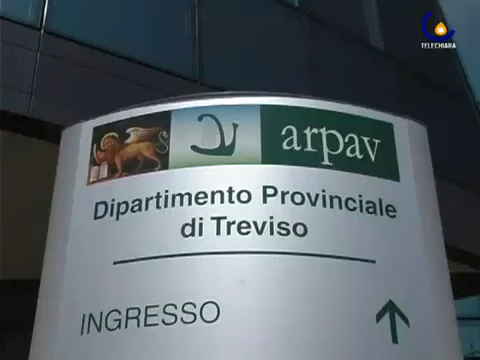 TELECHIARA
arpav
Dipartimento Provinciale
di Treviso
INGRESSO